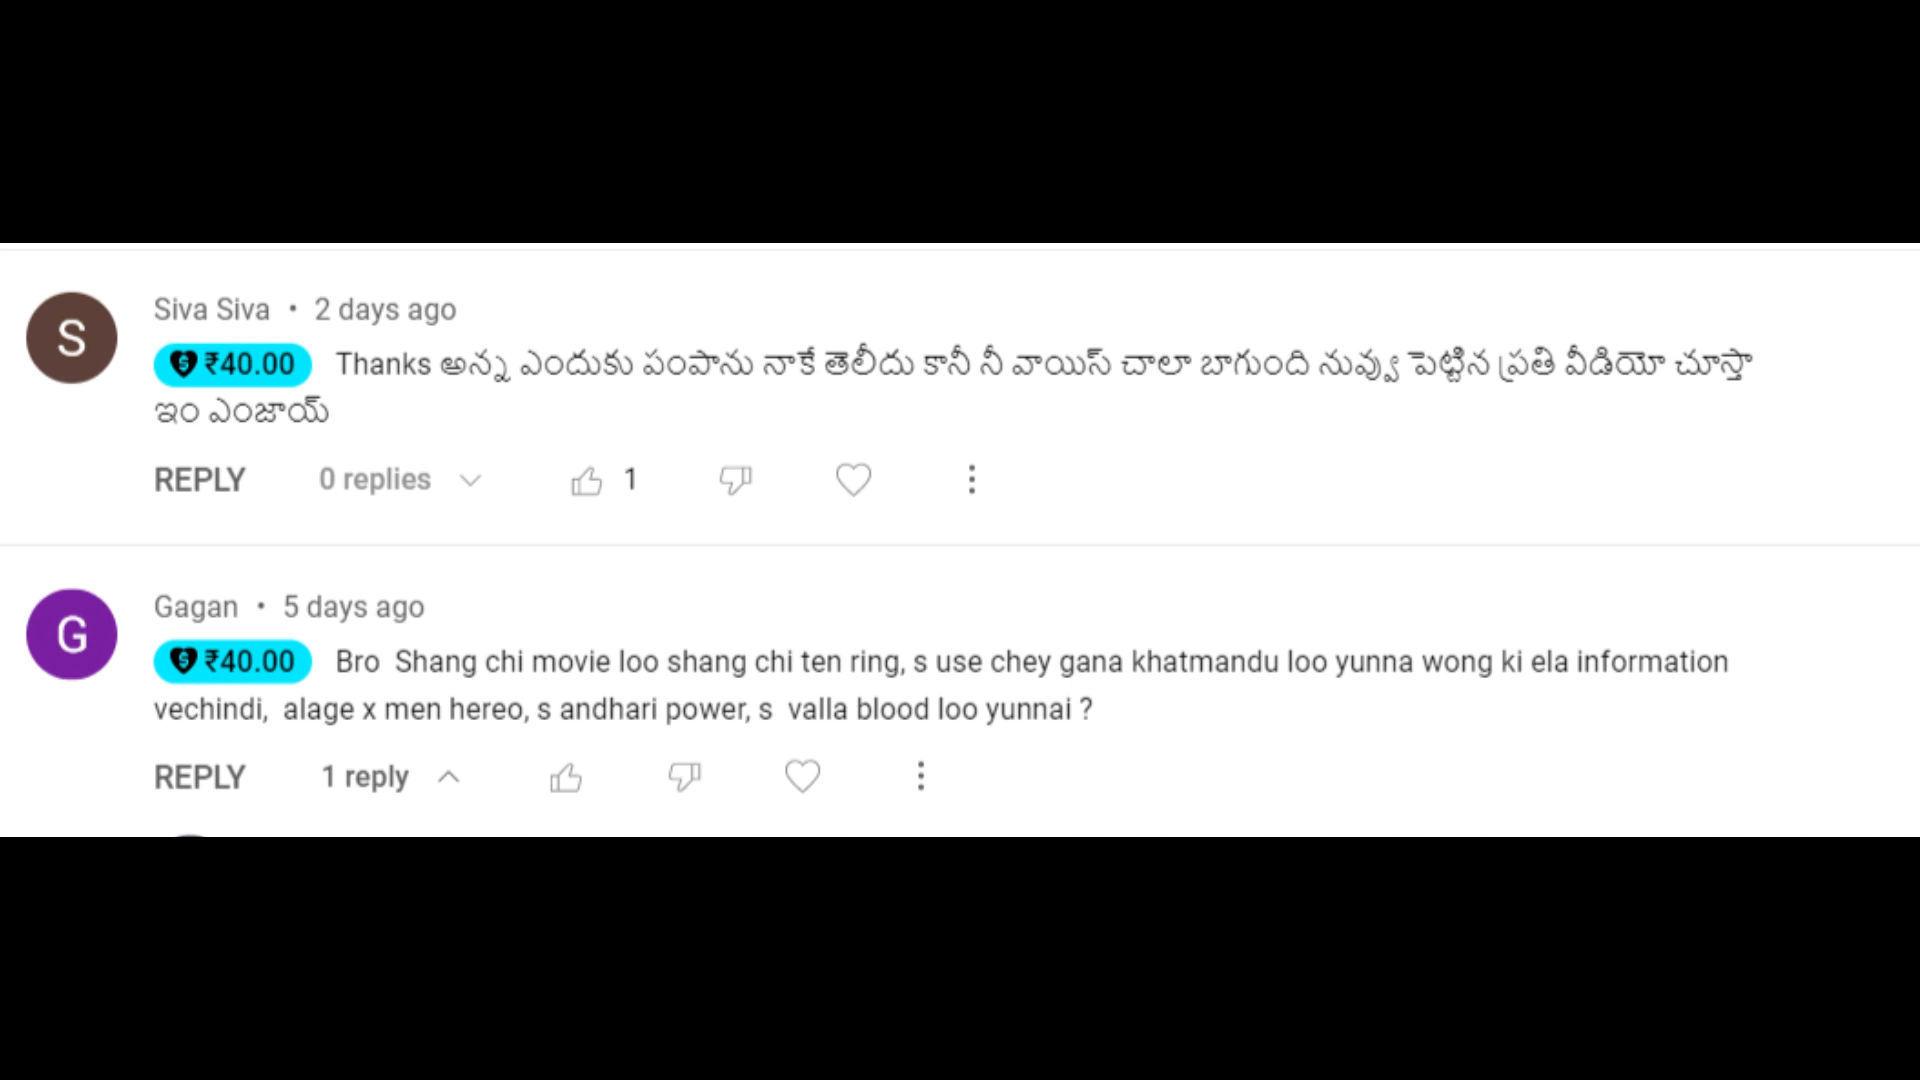 S
Siva Siva • 2 days ago
₹40.00 Thanks అన్న ఎందుకు పంపాను నాకే తెలీదు కానీ నీ వాయిస్ చాలా బాగుంది నువ్వు పెట్టిన ప్రతి వీడియో చూస్తా
ఇం ఎంజాయ్
REPLY 0 replies 1
G
Gagan • 5 days ago
₹40.00 Bro Shang chi movie loo shang chi ten ring, s use chey gana khatmandu loo yunna wong ki ela information
vechindi, alage x men hereo, s andhari power, s valla blood loo yunnai ?
REPLY 1 reply